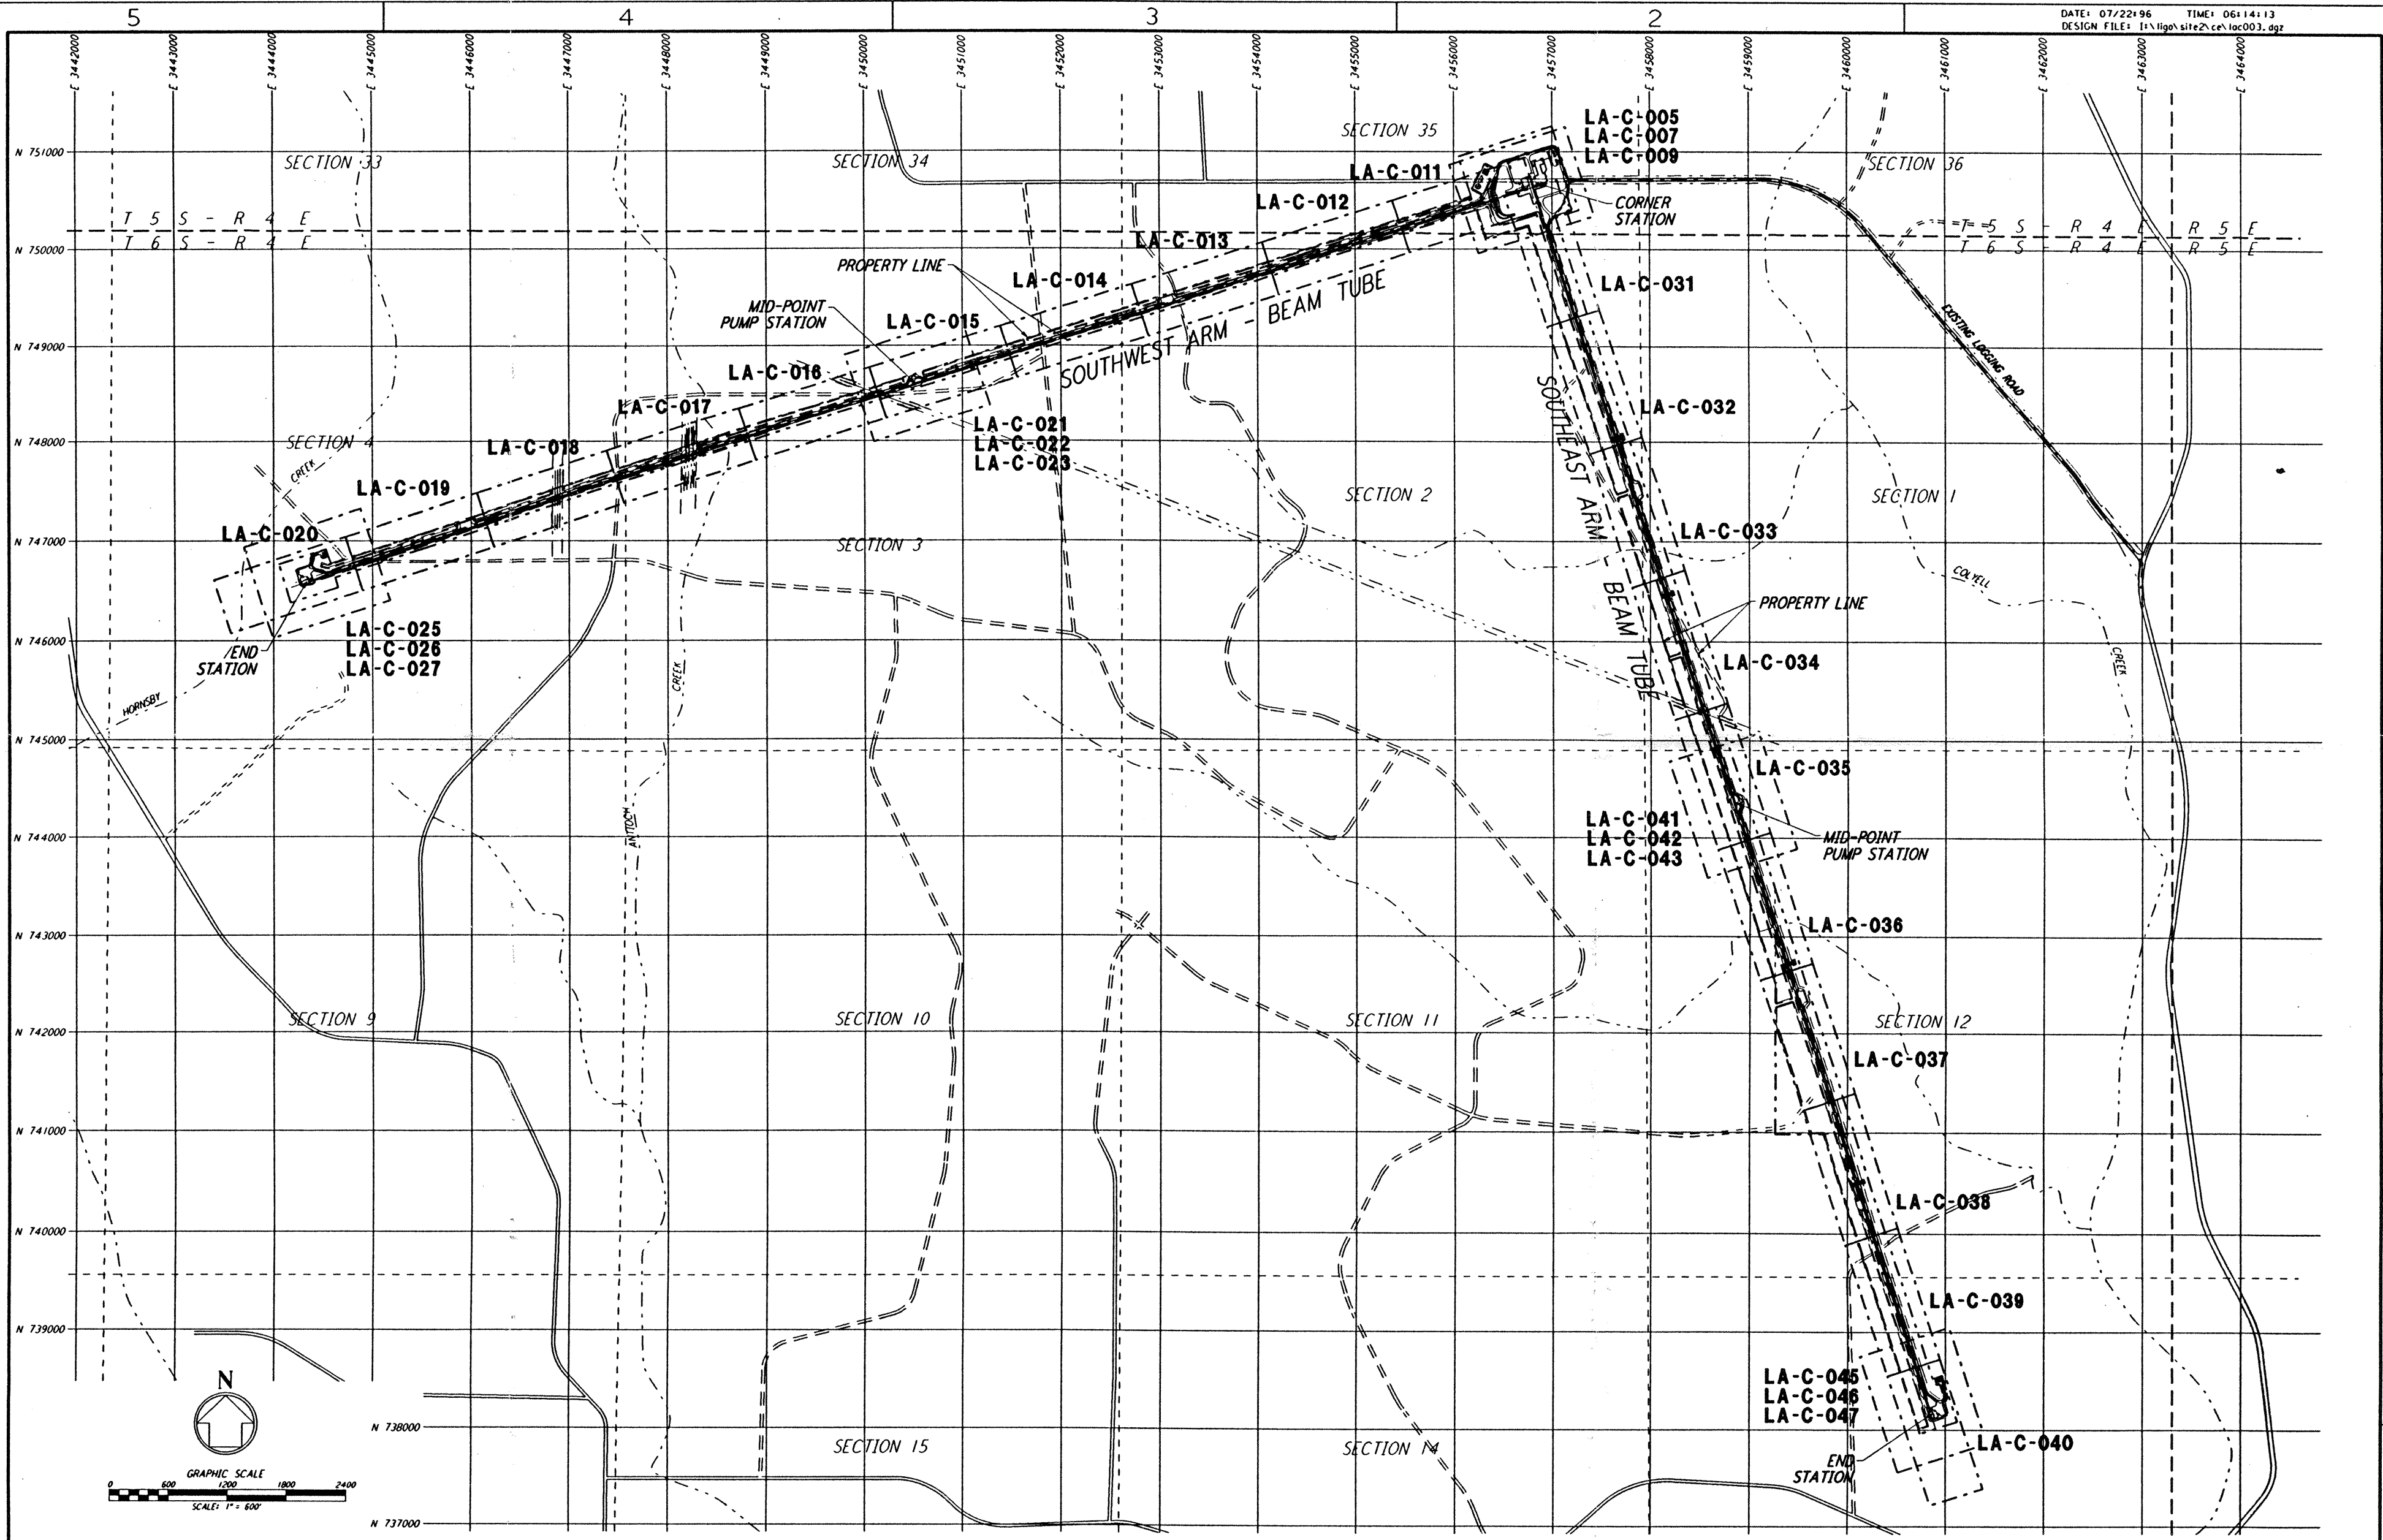 5
4
3
2
DATE: 07/22/96 TIME: 06:14:13
DESIGN FILE: I:\ligo\site2\ce\lac003.dgz
E 3442000
E 3443000
E 3444000
E 3445000
E 3446000
E 3447000
E 3448000
E 3449000
E 3450000
E 3451000
E 3452000
E 3453000
E 3454000
E 3455000
E 3456000
E 3457000
E 3458000
E 3459000
E 3460000
E 3461000
E 3462000
E 3463000
E 3464000
N 751000
SECTION 33
SECTION 34
SECTION 35
SECTION 36
LA-C-005
LA-C-007
LA-C-009
LA-C-011
LA-C-012
CORNER
STATION
T 5 S - R 4 E
T 6 S - R 4 E
T 5 S - R 4 E
R 5 E
T 6 S - R 4 E
R 5 E
N 750000
LA-C-013
PROPERTY LINE
LA-C-014
LA-C-031
MID-POINT
PUMP STATION
LA-C-015
SOUTHWEST ARM - BEAM TUBE
EXISTING LOGGING ROAD
N 749000
LA-C-016
LA-C-017
LA-C-032
SOUTHEAST ARM - BEAM TUBE
LA-C-021
LA-C-022
LA-C-023
N 748000
SECTION 4
LA-C-018
CREEK
LA-C-019
SECTION 2
SECTION 1
LA-C-020
LA-C-033
N 747000
SECTION 3
COLYELL
CREEK
PROPERTY LINE
LA-C-025
LA-C-026
LA-C-027
N 746000
END
STATION
LA-C-034
HORNSBY
CREEK
N 745000
LA-C-035
LA-C-041
LA-C-042
LA-C-043
MID-POINT
PUMP STATION
N 744000
ANTIOCH
LA-C-036
N 743000
SECTION 9
SECTION 10
SECTION 11
SECTION 12
N 742000
LA-C-037
N 741000
LA-C-038
N 740000
LA-C-039
N 739000
LA-C-045
LA-C-046
LA-C-047
N
N 738000
SECTION 15
SECTION 14
LA-C-040
END
STATION
GRAPHIC SCALE
0 600 1200 1800 2400
SCALE: 1" = 600'
N 737000